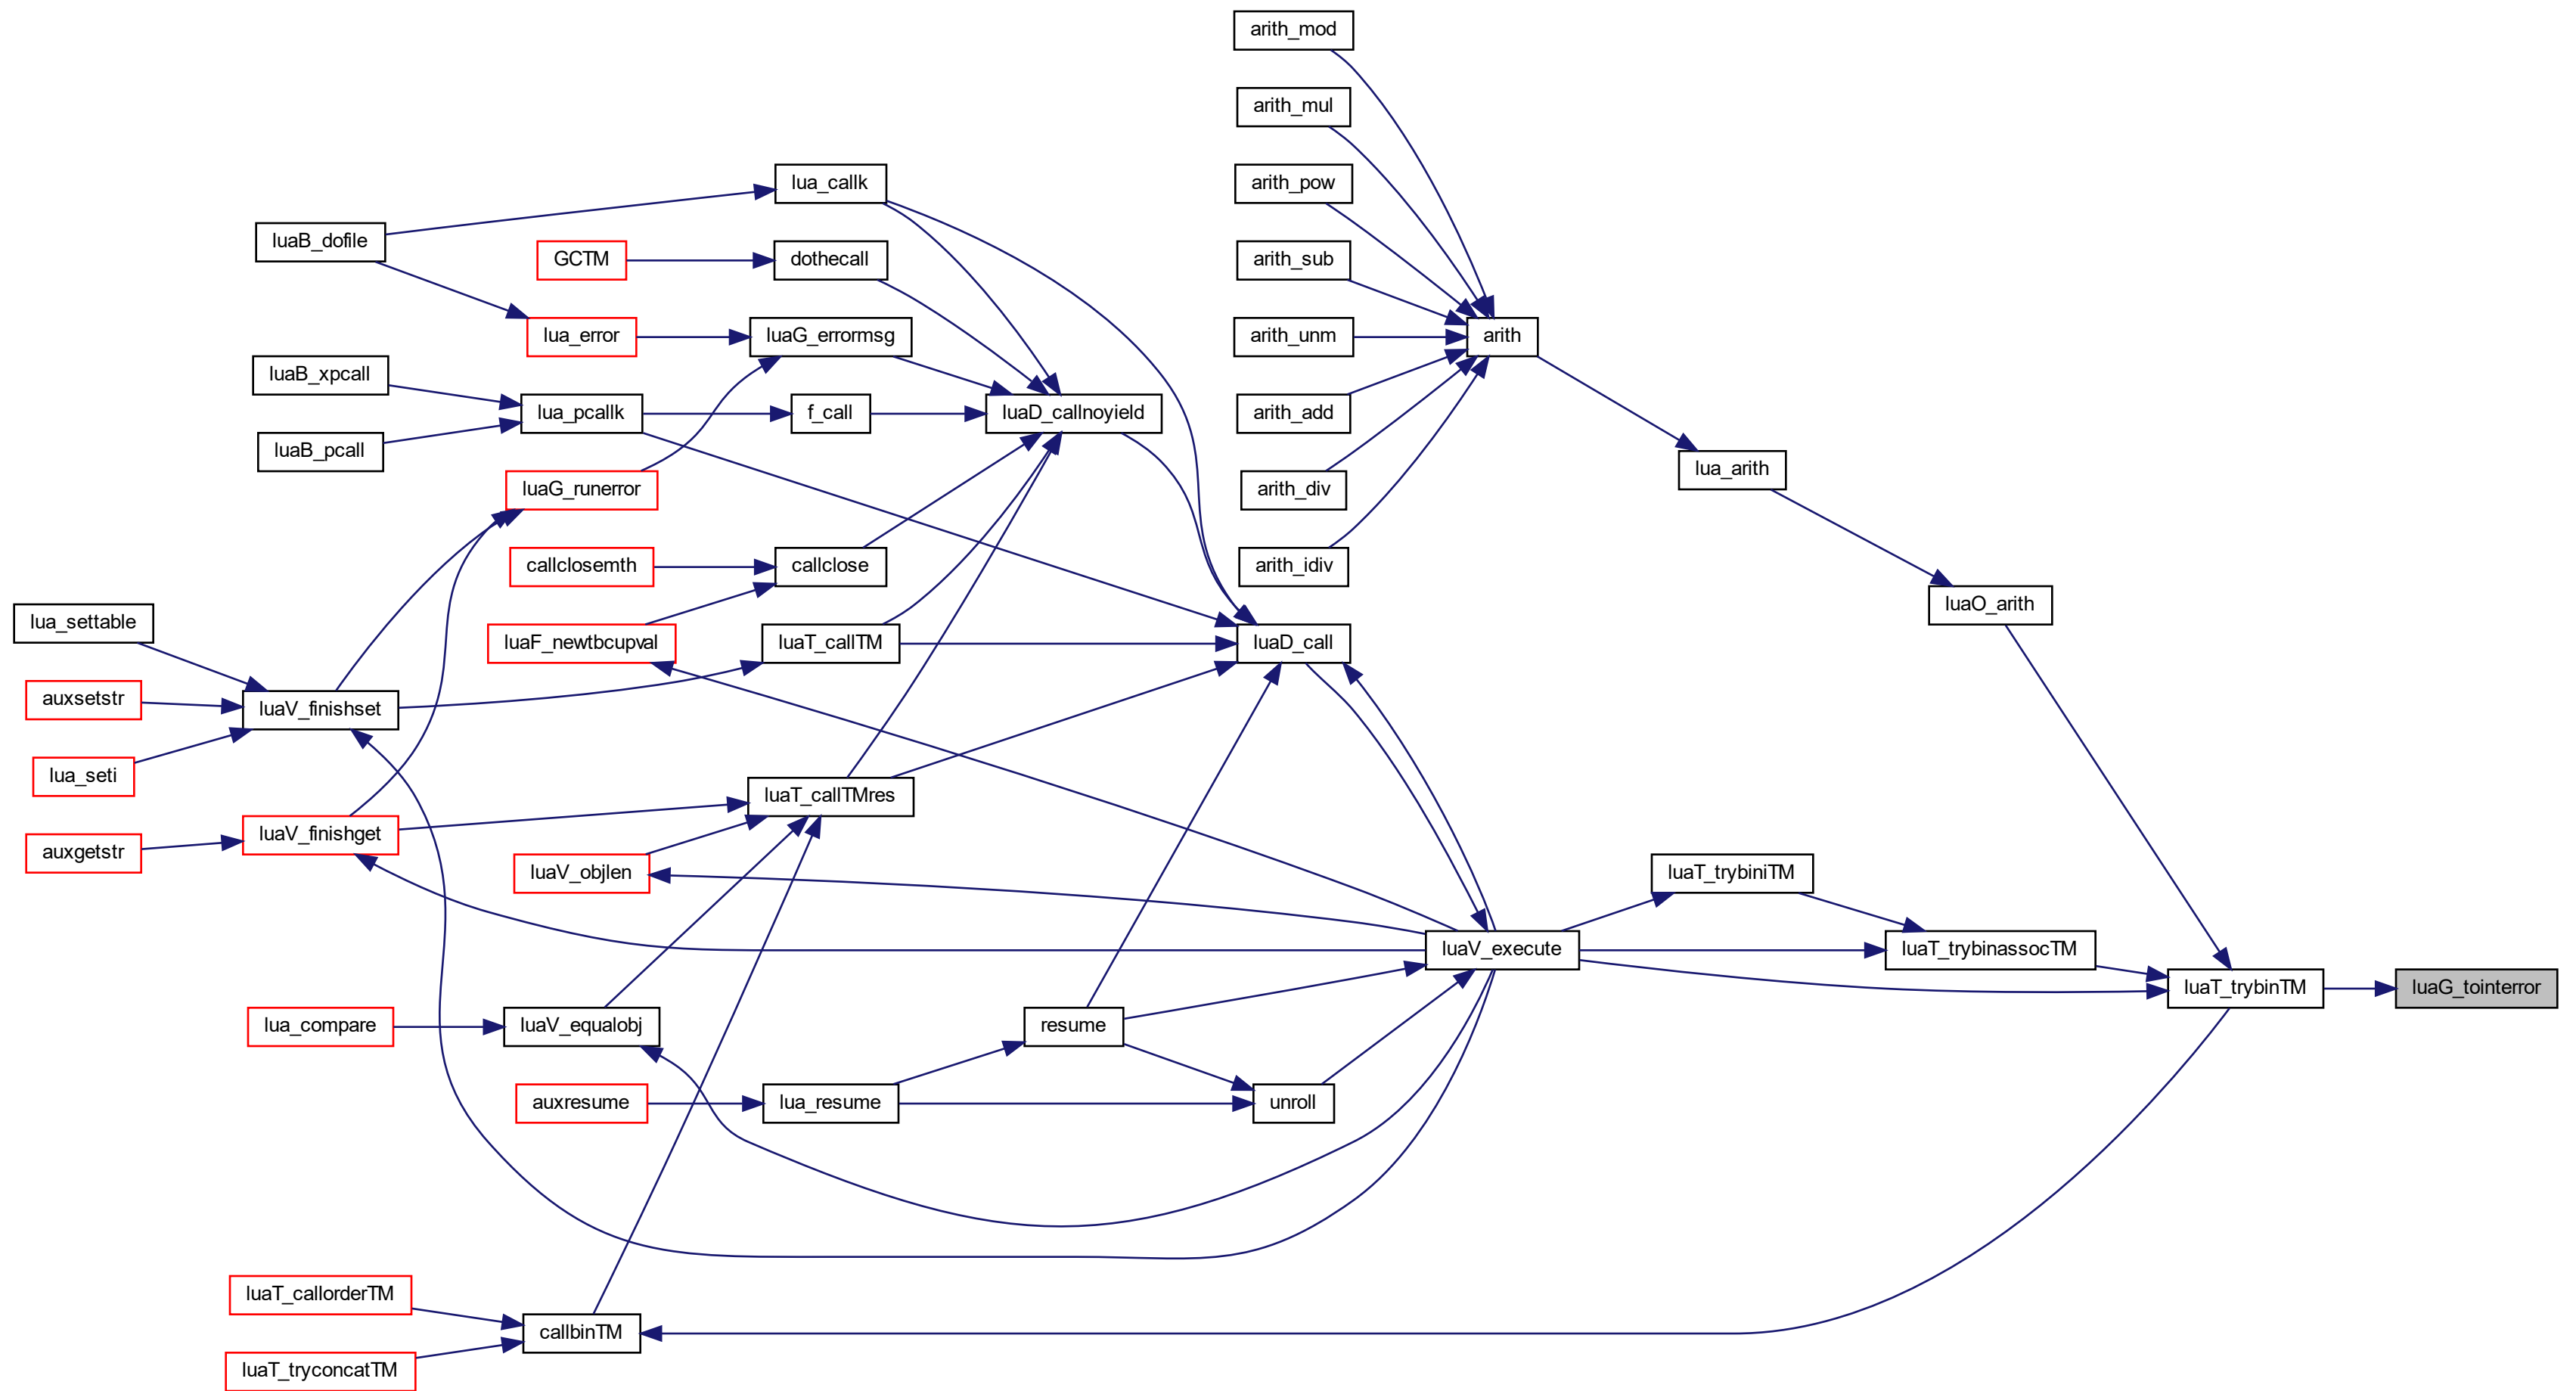 arith_mod
arith_mul
lua_callk
arith_pow
luaB_dofile
GCTM
dothecall
arith_sub
lua_error
luaG_errormsg
arith_unm
arith
luaB_xpcall
lua_pcallk
f_call
luaD_callnoyield
arith_add
luaB_pcall
lua_arith
luaG_runerror
arith_div
callclosemth
callclose
arith_idiv
luaO_arith
lua_settable
luaF_newtbcupval
luaT_callTM
luaD_call
auxsetstr
luaV_finishset
lua_seti
luaT_callTMres
luaV_finishget
auxgetstr
luaV_objlen
luaT_trybiniTM
luaV_execute
luaT_trybinassocTM
luaT_trybinTM
luaG_tointerror
lua_compare
luaV_equalobj
resume
auxresume
lua_resume
unroll
luaT_callorderTM
callbinTM
luaT_tryconcatTM